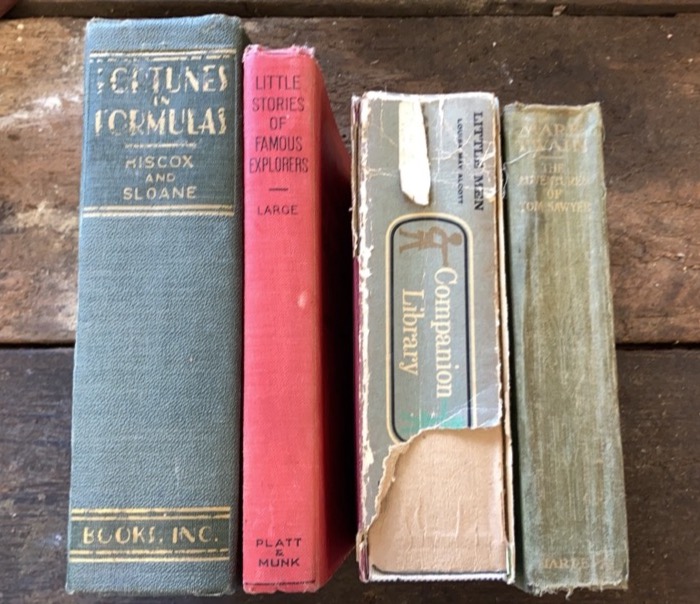 FORTUNES
IN
FORMULAS
HISCOX
AND
SLOANE
BOOKS, INC.
LITTLE
STORIES
OF
FAMOUS
EXPLORERS
LARGE
PLATT
&
MUNK
LITTLE MEN
LOUISA MAY ALCOTT
Companion
Library
MARK
TWAIN
THE
ADVENTURES
OF
TOM SAWYER
HARPER